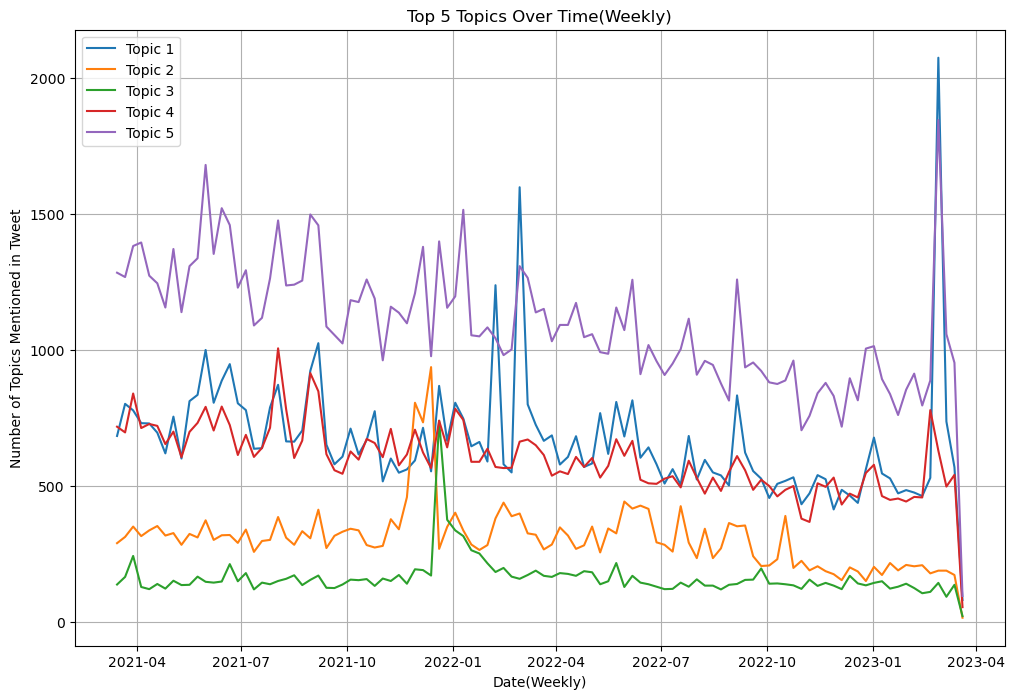 Top 5 Topics Over Time(Weekly)
Topic 1
Topic 2
Topic 3
Topic 4
Topic 5
Number of Topics Mentioned in Tweet
2000
1500
1000
500
0
2021-04 2021-07 2021-10 2022-01 2022-04 2022-07 2022-10 2023-01 2023-04
Date(Weekly)